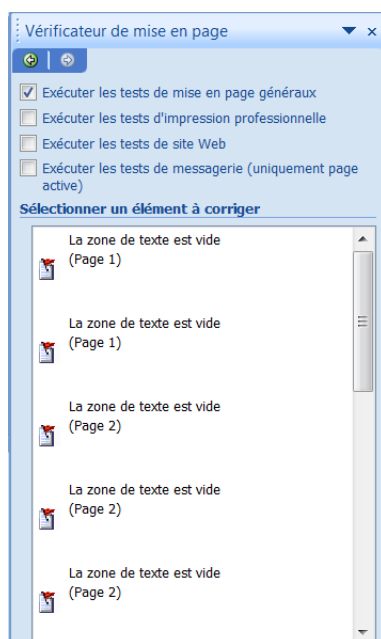 Vérificateur de mise en page
Exécuter les tests de mise en page généraux
Exécuter les tests d'impression professionnelle
Exécuter les tests de site Web
Exécuter les tests de messagerie (uniquement page
active)
Sélectionner un élément à corriger
La zone de texte est vide
(Page 1)
La zone de texte est vide
(Page 1)
La zone de texte est vide
(Page 2)
La zone de texte est vide
(Page 2)
La zone de texte est vide
(Page 2)